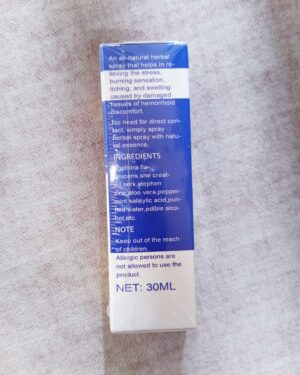 An all-natural herbal
spray that helps in re-
lieving the stress,
burning sensation,
itching, and swelling
caused by damaged
tissues of hemorrhoid
discomfort.
No need for direct con-
tact, simply spray
herbal spray with natu-
ral essence.
INGREDIENTS
Sophora fla-
vescens,she creat-
ed cork,stephen
vine,aloe vera,pepper-
mint,salicylic acid,puri-
fied water,edible alco-
hol,etc.
NOTE
Keep out of the reach
of children.
Allergic persons are
not allowed to use the
product.
NET: 30ML